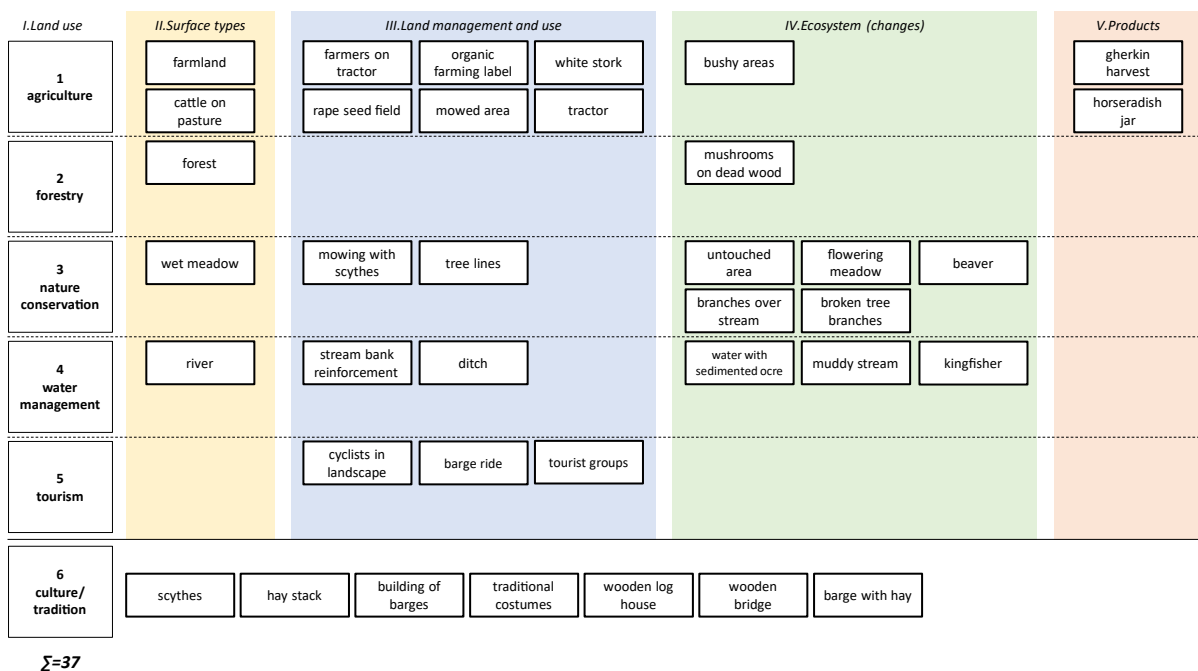 I.Land use
II.Surface types
III.Land management and use
IV.Ecosystem (changes)
V.Products
1
agriculture
farmland
farmers on
tractor
organic
farming label
white stork
bushy areas
gherkin
harvest
cattle on
pasture
rape seed field
mowed area
tractor
horseradish
jar
2
forestry
forest
mushrooms
on dead wood
3
nature
conservation
wet meadow
mowing with
scythes
tree lines
untouched
area
flowering
meadow
beaver
branches over
stream
broken tree
branches
4
water
management
river
stream bank
reinforcement
ditch
water with
sedimented ocre
muddy stream
kingfisher
5
tourism
cyclists in
landscape
barge ride
tourist groups
6
culture/
tradition
scythes
hay stack
building of
barges
traditional
costumes
wooden log
house
wooden
bridge
barge with hay
∑=37